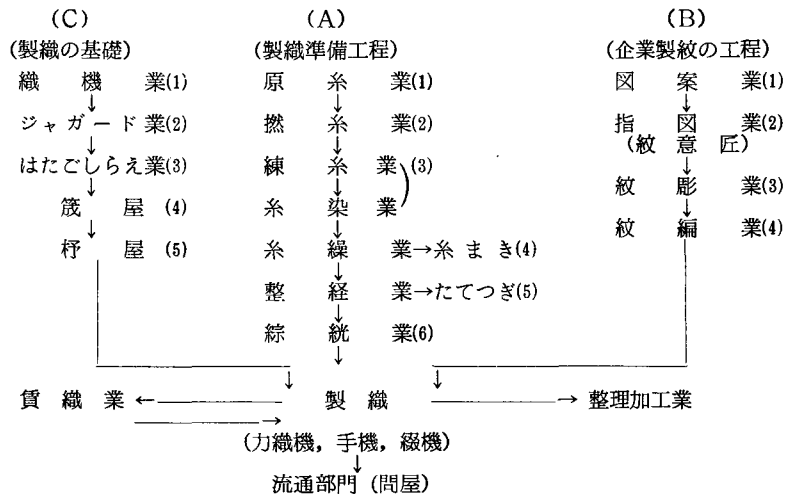 (C) (A) (B)
(製織の基礎) (製織準備工程) (企業製紋の工程)
織機業(1) 原糸業(1) 図案業(1)
ジャガード業(2) 撚糸業(2) 指図業(2)
(紋意匠)
はたごしらえ業(3) 練糸業 (3) 紋彫業(3)
筬屋(4) 糸染業 紋編業(4)
杼屋(5) 糸繰業→糸まき(4)
整経業→たてつぎ(5)
綜絖業(6)
賃織業 ← 製織 → 整理加工業
(力織機，手機，綴機)
流通部門(問屋)